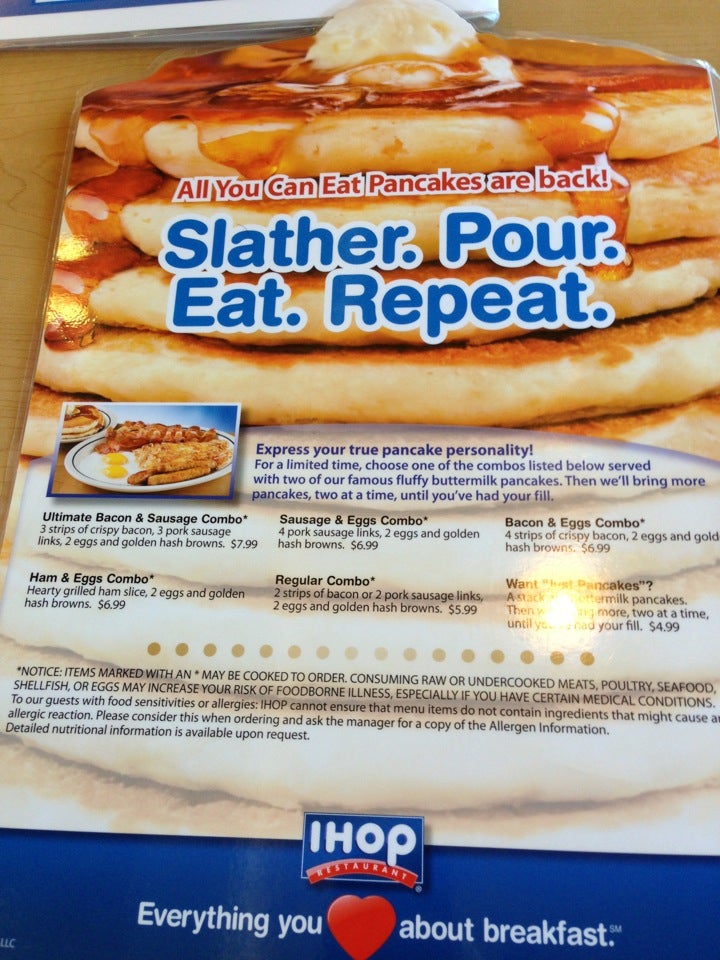 All You Can Eat Pancakes are back!
Slather. Pour.
Eat. Repeat.
Express your true pancake personality!
For a limited time, choose one of the combos listed below served
with two of our famous fluffy buttermilk pancakes. Then we'll bring more
pancakes, two at a time, until you've had your fill.
Ultimate Bacon & Sausage Combo*
3 strips of crispy bacon, 3 pork sausage
links, 2 eggs and golden hash browns. $7.99
Sausage & Eggs Combo*
4 pork sausage links, 2 eggs and golden
hash browns. $6.99
Bacon & Eggs Combo*
4 strips of crispy bacon, 2 eggs and gold
hash browns. $6.99
Ham & Eggs Combo*
Hearty grilled ham slice, 2 eggs and golden
hash browns. $6.99
Regular Combo*
2 strips of bacon or 2 pork sausage links,
2 eggs and golden hash browns. $5.99
Want "Just Pancakes"?
A stack pancakes.
Then more, two at a time,
your fill. $4.99
*NOTICE: ITEMS MARKED WITH AN * MAY BE COOKED TO ORDER. CONSUMING RAW OR UNDERCOOKED MEATS, POULTRY, SEAFOOD,
SHELLFISH, OR EGGS MAY INCREASE YOUR RISK OF FOODBORNE ILLNESS, ESPECIALLY IF YOU HAVE CERTAIN MEDICAL CONDITIONS.
To our guests with food sensitivities or allergies: IHOP cannot ensure that menu items do not contain ingredients that might cause a
allergic reaction. Please consider this when ordering and ask the manager for a copy of the Allergen Information.
Detailed nutritional information is available upon request.
IHOP
RESTAURANT
®
Everything you about breakfast.℠
LLC